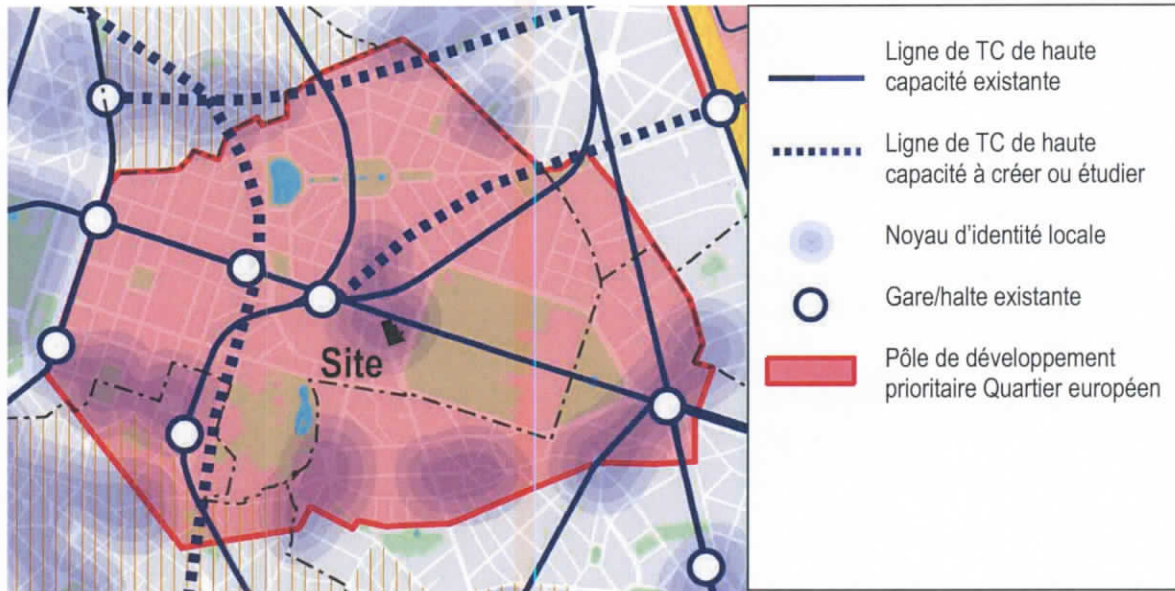 Site
Ligne de TC de haute
capacité existante
Ligne de TC de haute
capacité à créer ou étudier
Noyau d'identité locale
Gare/halte existante
Pôle de développement
prioritaire Quartier européen